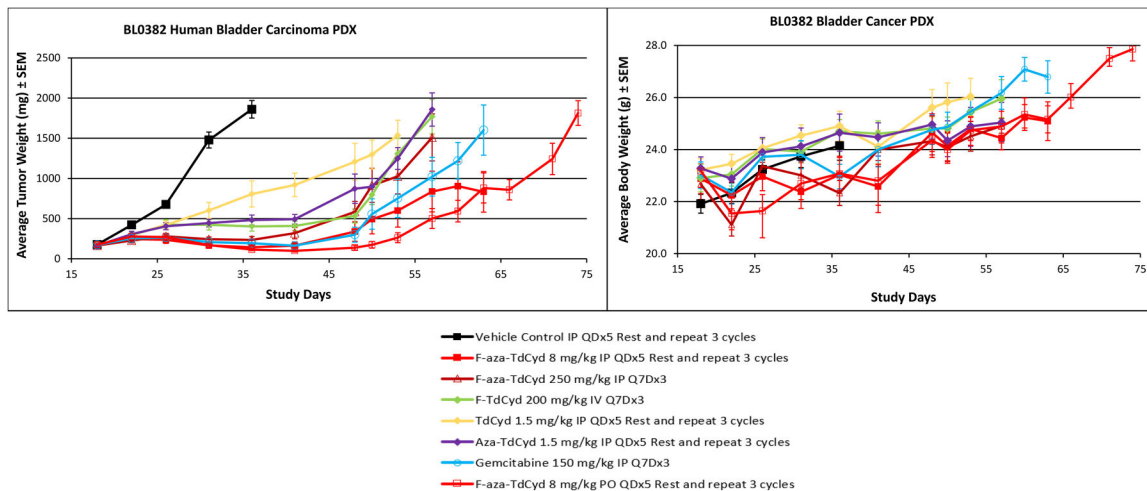 BL0382 Human Bladder Carcinoma PDX
Average Tumor Weight (mg) ± SEM
2500
2000
1500
1000
500
0
15 25 35 45 55 65 75
Study Days
BL0382 Bladder Cancer PDX
Average Body Weight (g) ± SEM
28.0
26.0
24.0
22.0
20.0
15 25 35 45 55 65 75
Study Days
Vehicle Control IP QDx5 Rest and repeat 3 cycles
F-aza-TdCyd 8 mg/kg IP QDx5 Rest and repeat 3 cycles
F-aza-TdCyd 250 mg/kg IP Q7Dx3
F-TdCyd 200 mg/kg IV Q7Dx3
TdCyd 1.5 mg/kg IP QDx5 Rest and repeat 3 cycles
Aza-TdCyd 1.5 mg/kg IP QDx5 Rest and repeat 3 cycles
Gemcitabine 150 mg/kg IP Q7Dx3
F-aza-TdCyd 8 mg/kg PO QDx5 Rest and repeat 3 cycles